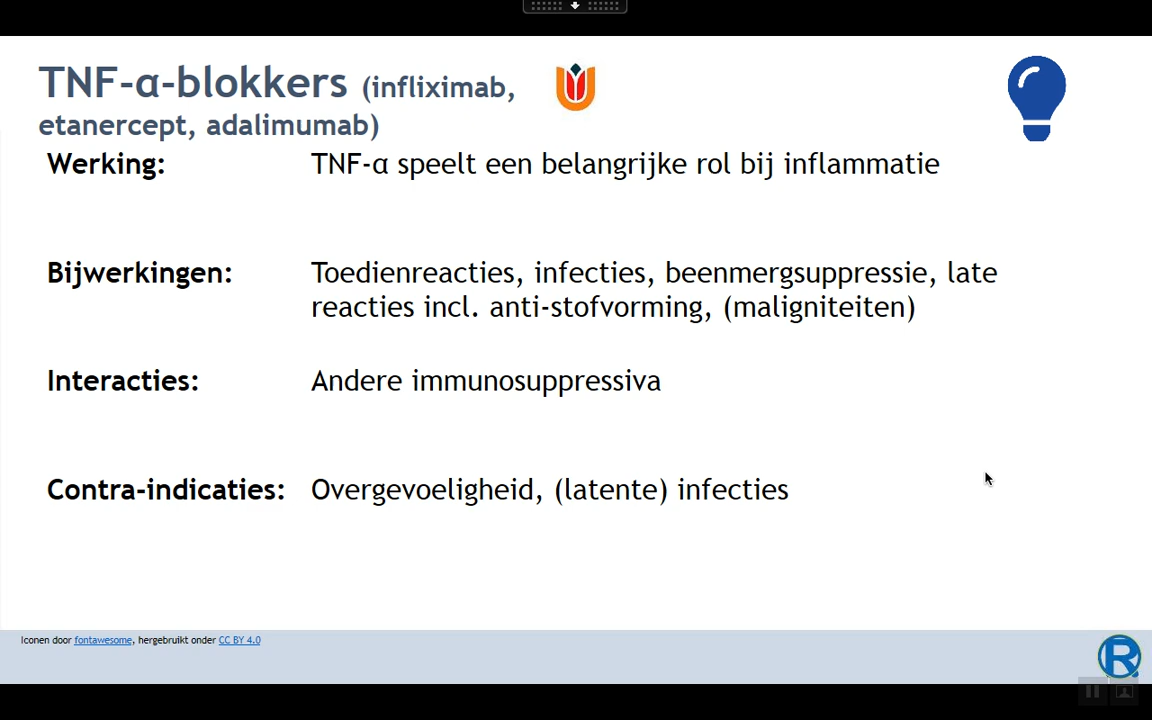 TNF-α-blokkers (infliximab,
etanercept, adalimumab)
Werking: TNF-α speelt een belangrijke rol bij inflammatie
Bijwerkingen: Toedienreacties, infecties, beenmergsuppressie, late
reacties incl. anti-stofvorming, (maligniteiten)
Interacties: Andere immunosuppressiva
Contra-indicaties: Overgevoeligheid, (latente) infecties
Iconen door fontawesome, hergebruikt onder CC BY 4.0
R